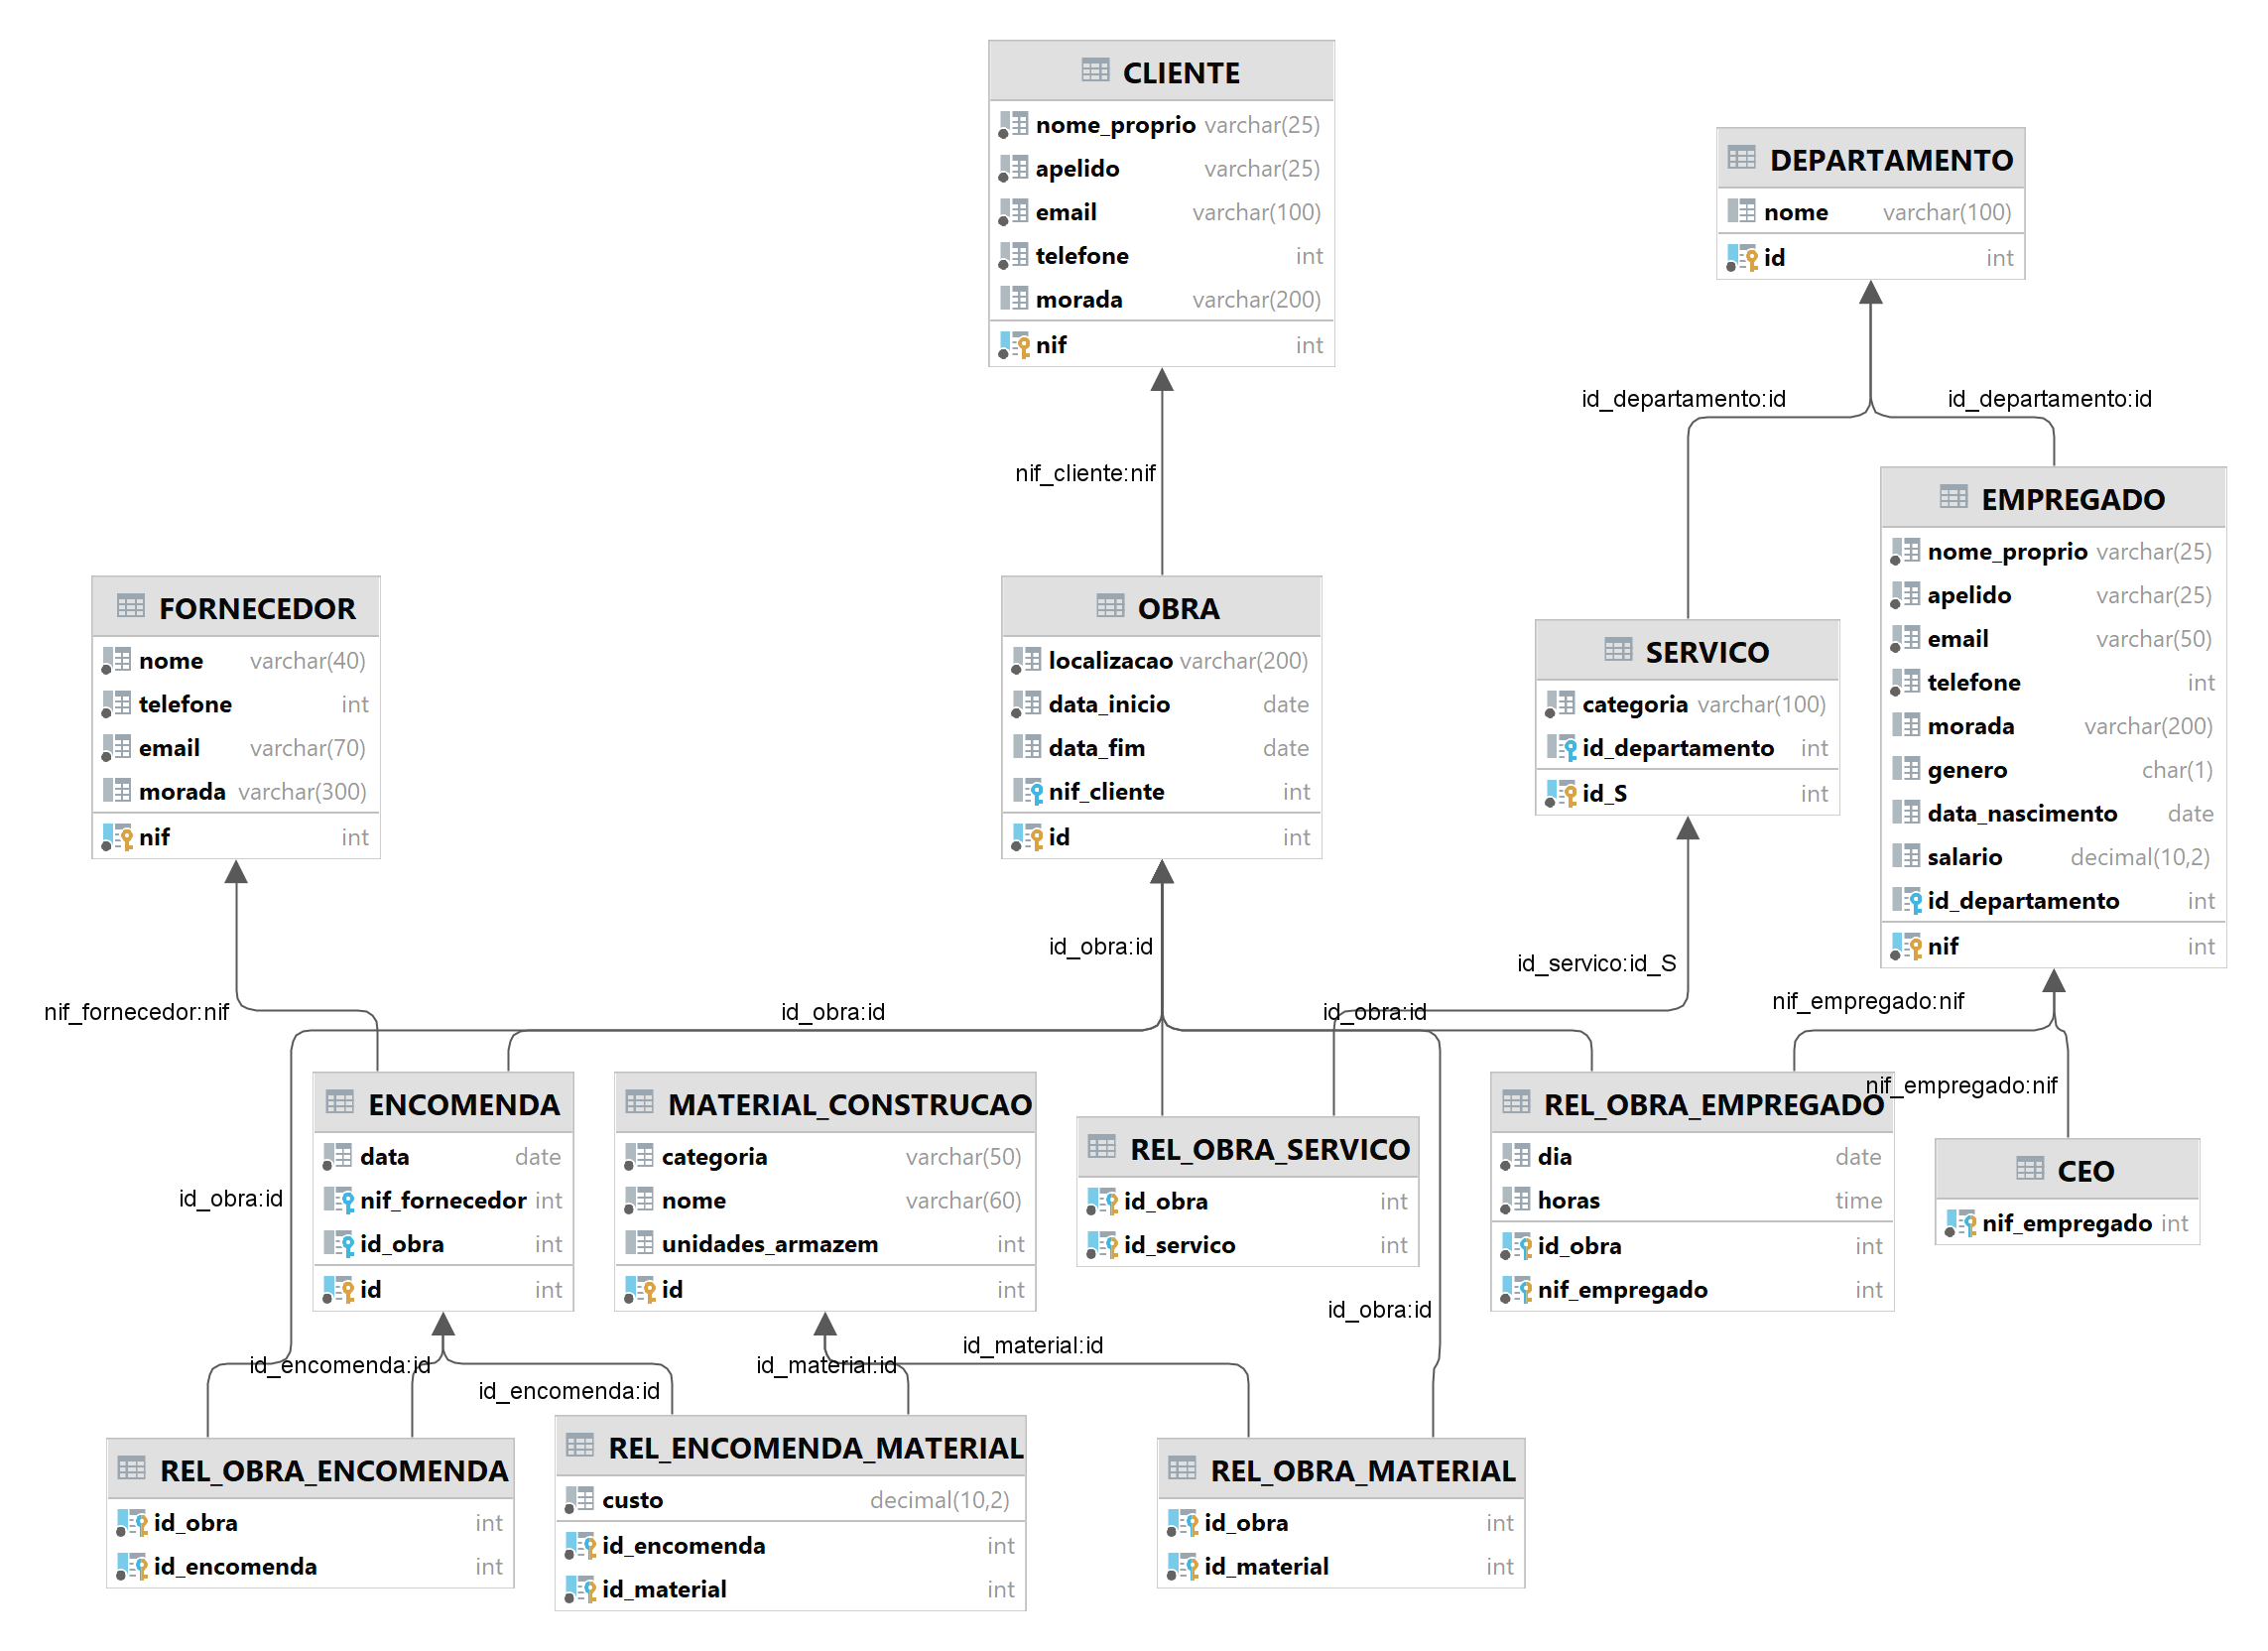 CLIENTE
nome_proprio varchar(25)
apelido varchar(25)
email varchar(100)
telefone int
morada varchar(200)
nif int
DEPARTAMENTO
nome varchar(100)
id int
id_departamento:id
id_departamento:id
nif_cliente:nif
EMPREGADO
nome_proprio varchar(25)
apelido varchar(25)
email varchar(50)
telefone int
morada varchar(200)
genero char(1)
data_nascimento date
salario decimal(10,2)
id_departamento int
nif int
FORNECEDOR
nome varchar(40)
telefone int
email varchar(70)
morada varchar(300)
nif int
OBRA
localizacao varchar(200)
data_inicio date
data_fim date
nif_cliente int
id int
SERVICO
categoria varchar(100)
id_departamento int
id_S int
id_obra:id
id_servico:id_S
nif_fornecedor:nif
id_obra:id
id_obra:id
nif_empregado:nif
nif_empregado:nif
ENCOMENDA
data date
nif_fornecedor int
id_obra int
id int
MATERIAL_CONSTRUCAO
categoria varchar(50)
nome varchar(60)
unidades_armazem int
id int
REL_OBRA_SERVICO
id_obra int
id_servico int
REL_OBRA_EMPREGADO
dia date
horas time
id_obra int
nif_empregado int
CEO
nif_empregado int
id_obra:id
id_obra:id
id_encomenda:id
id_encomenda:id
id_material:id
id_material:id
REL_OBRA_ENCOMENDA
id_obra int
id_encomenda int
REL_ENCOMENDA_MATERIAL
custo decimal(10,2)
id_encomenda int
id_material int
REL_OBRA_MATERIAL
id_obra int
id_material int